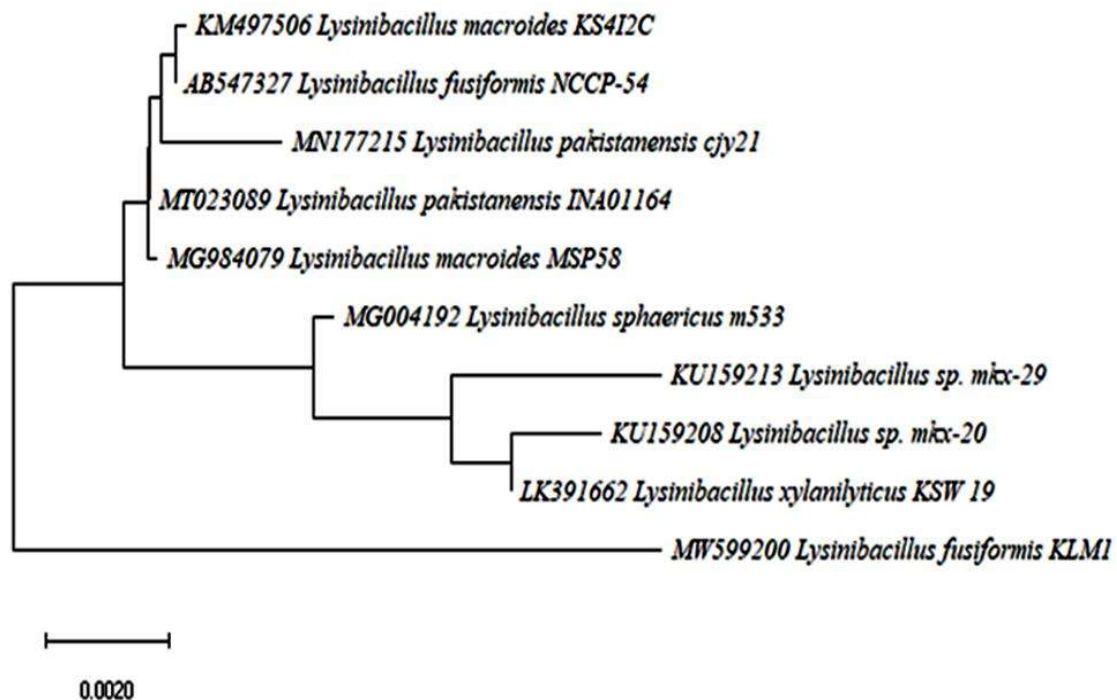 KM497506 Lysinibacillus macroides KS4I2C
AB547327 Lysinibacillus fusiformis NCCP-54
MN177215 Lysinibacillus pakistanensis cjy21
MT023089 Lysinibacillus pakistanensis INA01164
MG984079 Lysinibacillus macroides MSP58
MG004192 Lysinibacillus sphaericus m533
KU159213 Lysinibacillus sp. mkx-29
KU159208 Lysinibacillus sp. mkx-20
LK391662 Lysinibacillus xylanilyticus KSW 19
MW599200 Lysinibacillus fusiformis KLM1
0.0020